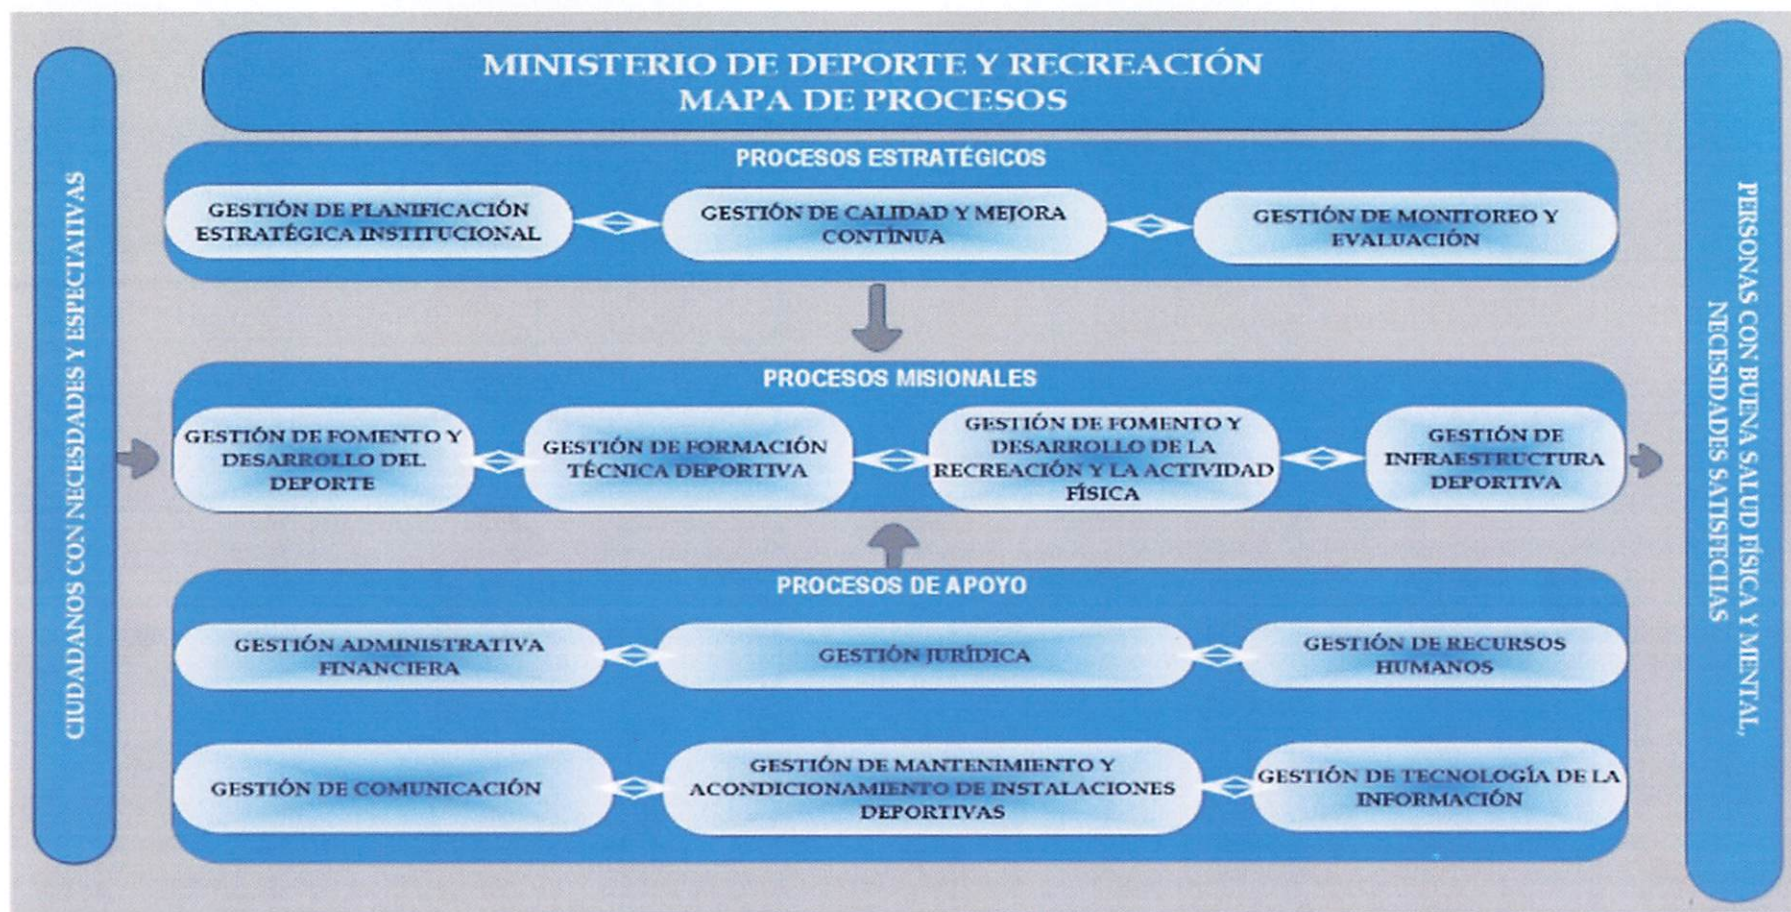 MINISTERIO DE DEPORTE Y RECREACIÓN
MAPA DE PROCESOS
CIUDADANOS CON NECESDADES Y ESPECTATIVAS
PROCESOS ESTRATÉGICOS
GESTIÓN DE PLANIFICACIÓN
ESTRATÉGICA INSTITUCIONAL
GESTIÓN DE CALIDAD Y MEJORA
CONTÍNUA
GESTIÓN DE MONITOREO Y
EVALUACIÓN
PROCESOS MISIONALES
GESTIÓN DE FOMENTO Y
DESARROLLO DEL
DEPORTE
GESTIÓN DE FORMACIÓN
TÉCNICA DEPORTIVA
GESTIÓN DE FOMENTO Y
DESARROLLO DE LA
RECREACIÓN Y LA ACTIVIDAD
FÍSICA
GESTIÓN DE
INFRAESTRUCTURA
DEPORTIVA
PROCESOS DE APOYO
GESTIÓN ADMINISTRATIVA
FINANCIERA
GESTIÓN JURÍDICA
GESTIÓN DE RECURSOS
HUMANOS
GESTIÓN DE COMUNICACIÓN
GESTIÓN DE MANTENIMIENTO Y
ACONDICIONAMIENTO DE INSTALACIONES
DEPORTIVAS
GESTIÓN DE TECNOLOGÍA DE LA
INFORMACIÓN
PERSONAS CON BUENA SALUD FÍSICA Y MENTAL,
NECESIDADES SATISFECHAS